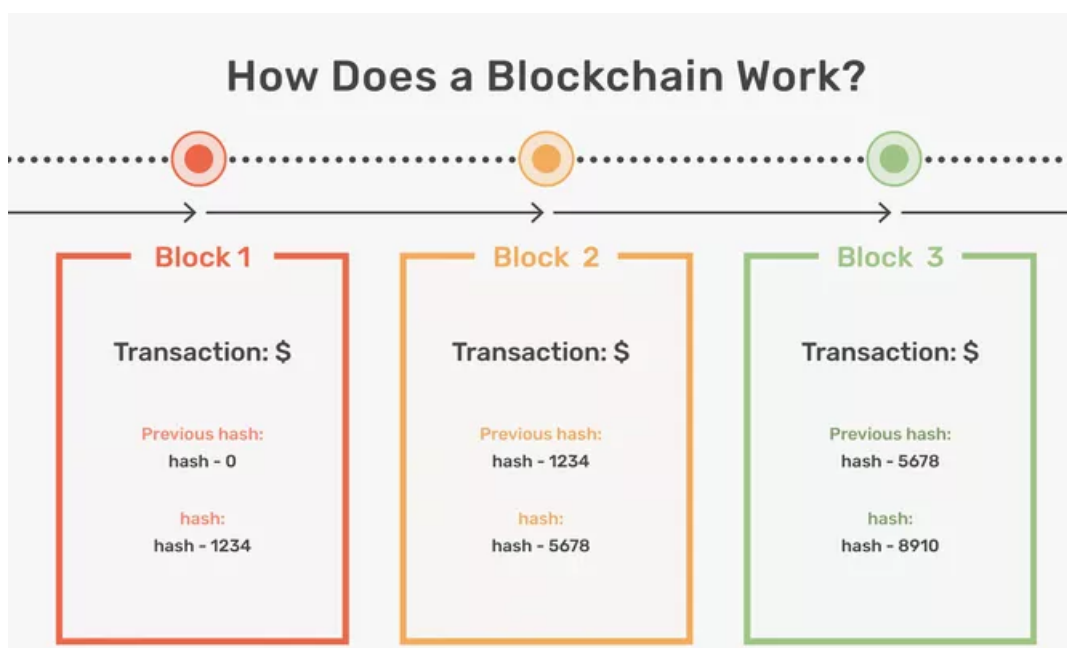 How Does a Blockchain Work?
Block 1
Transaction: $
Previous hash:
hash - 0
hash:
hash - 1234
Block 2
Transaction: $
Previous hash:
hash - 1234
hash:
hash - 5678
Block 3
Transaction: $
Previous hash:
hash - 5678
hash:
hash - 8910